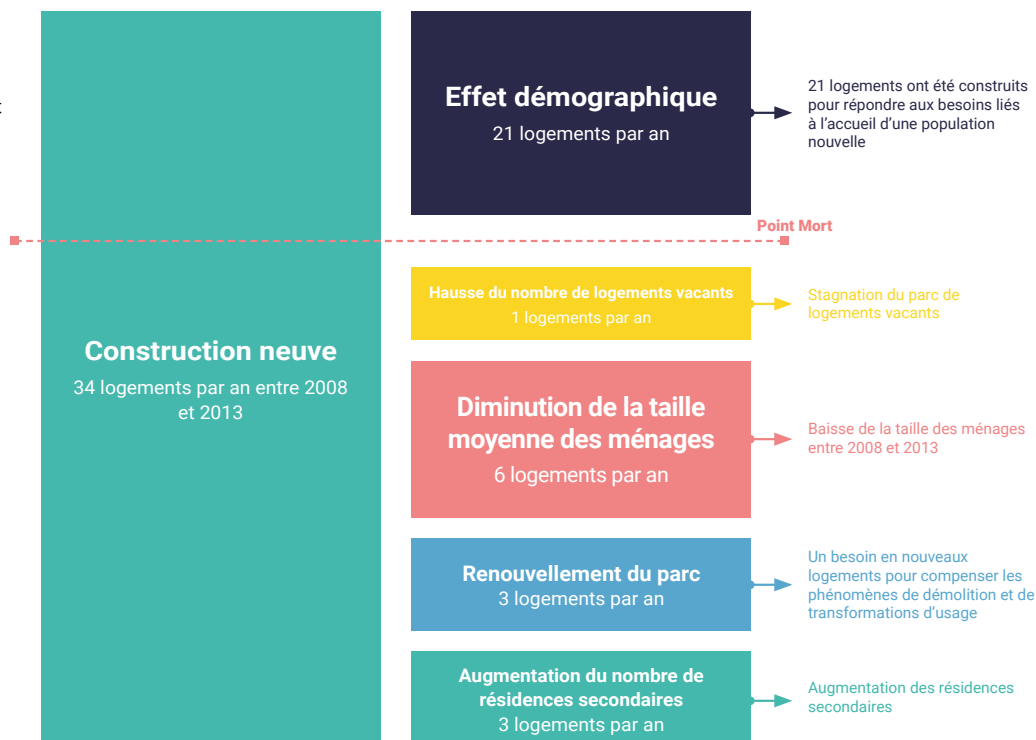 Construction neuve
34 logements par an entre 2008
et 2013
Effet démographique
21 logements par an
21 logements ont été construits
pour répondre aux besoins liés
à l'accueil d'une population
nouvelle
Point Mort
Hausse du nombre de logements vacants
1 logements par an
Stagnation du parc de
logements vacants
Diminution de la taille
moyenne des ménages
6 logements par an
Baisse de la taille des ménages
entre 2008 et 2013
Renouvellement du parc
3 logements par an
Un besoin en nouveaux
logements pour compenser les
phénomènes de démolition et de
transformations d'usage
Augmentation du nombre de
résidences secondaires
3 logements par an
Augmentation des résidences
secondaires